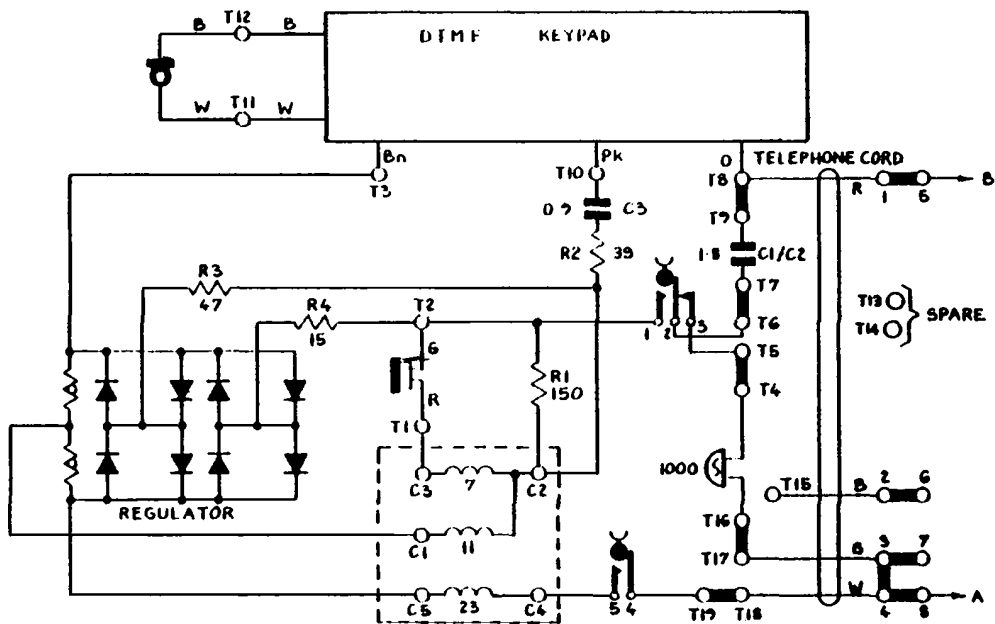 T12
B B
DTMF KEYPAD
T11
W W
Bn Pk O TELEPHONE CORD
T3 T10 T8 R 1 5 B
T9
0.9 C3
R2 39 1.8 C1/C2
R3
47
T7
T13
T14
SPARE
R4
15
T2
1 2 3 T6
G
T5
R1
150
R
T4
T1
1000
C3 7 C2
T15 B 2 6
REGULATOR
T16
C1 11
T17 B 3 7
C5 23 C4 5 4 T19 T18 W 4 8 A